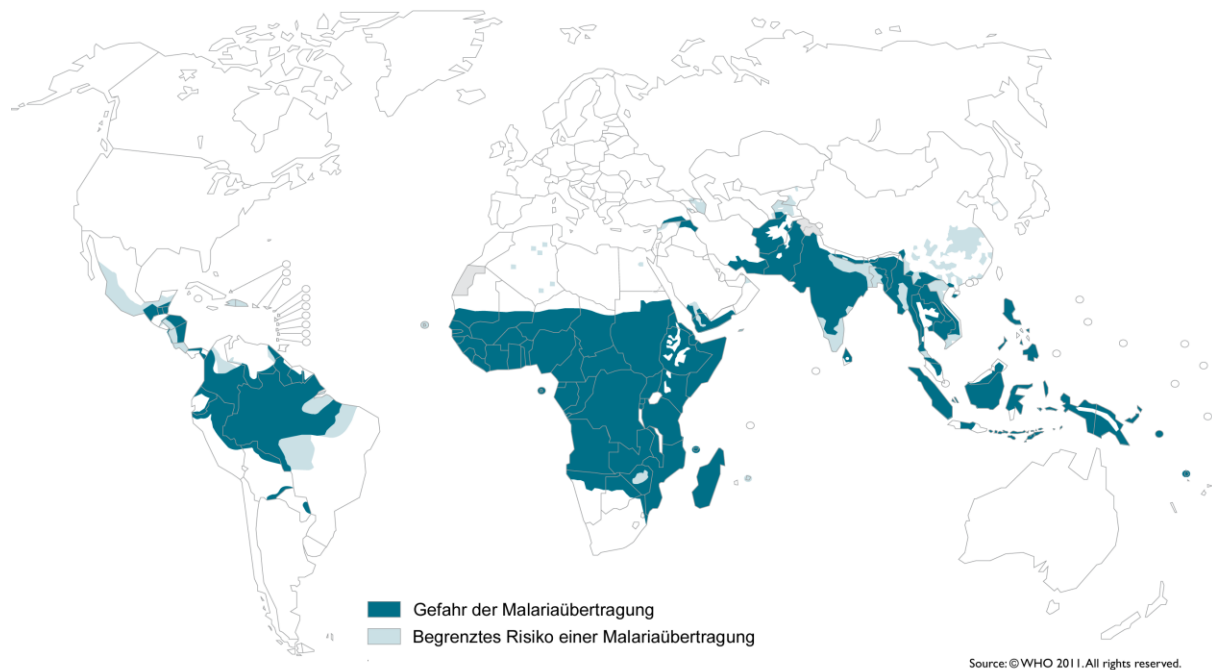 Gefahr der Malariaübertragung
Begrenztes Risiko einer Malariaübertragung
Source: © WHO 2011. All rights reserved.